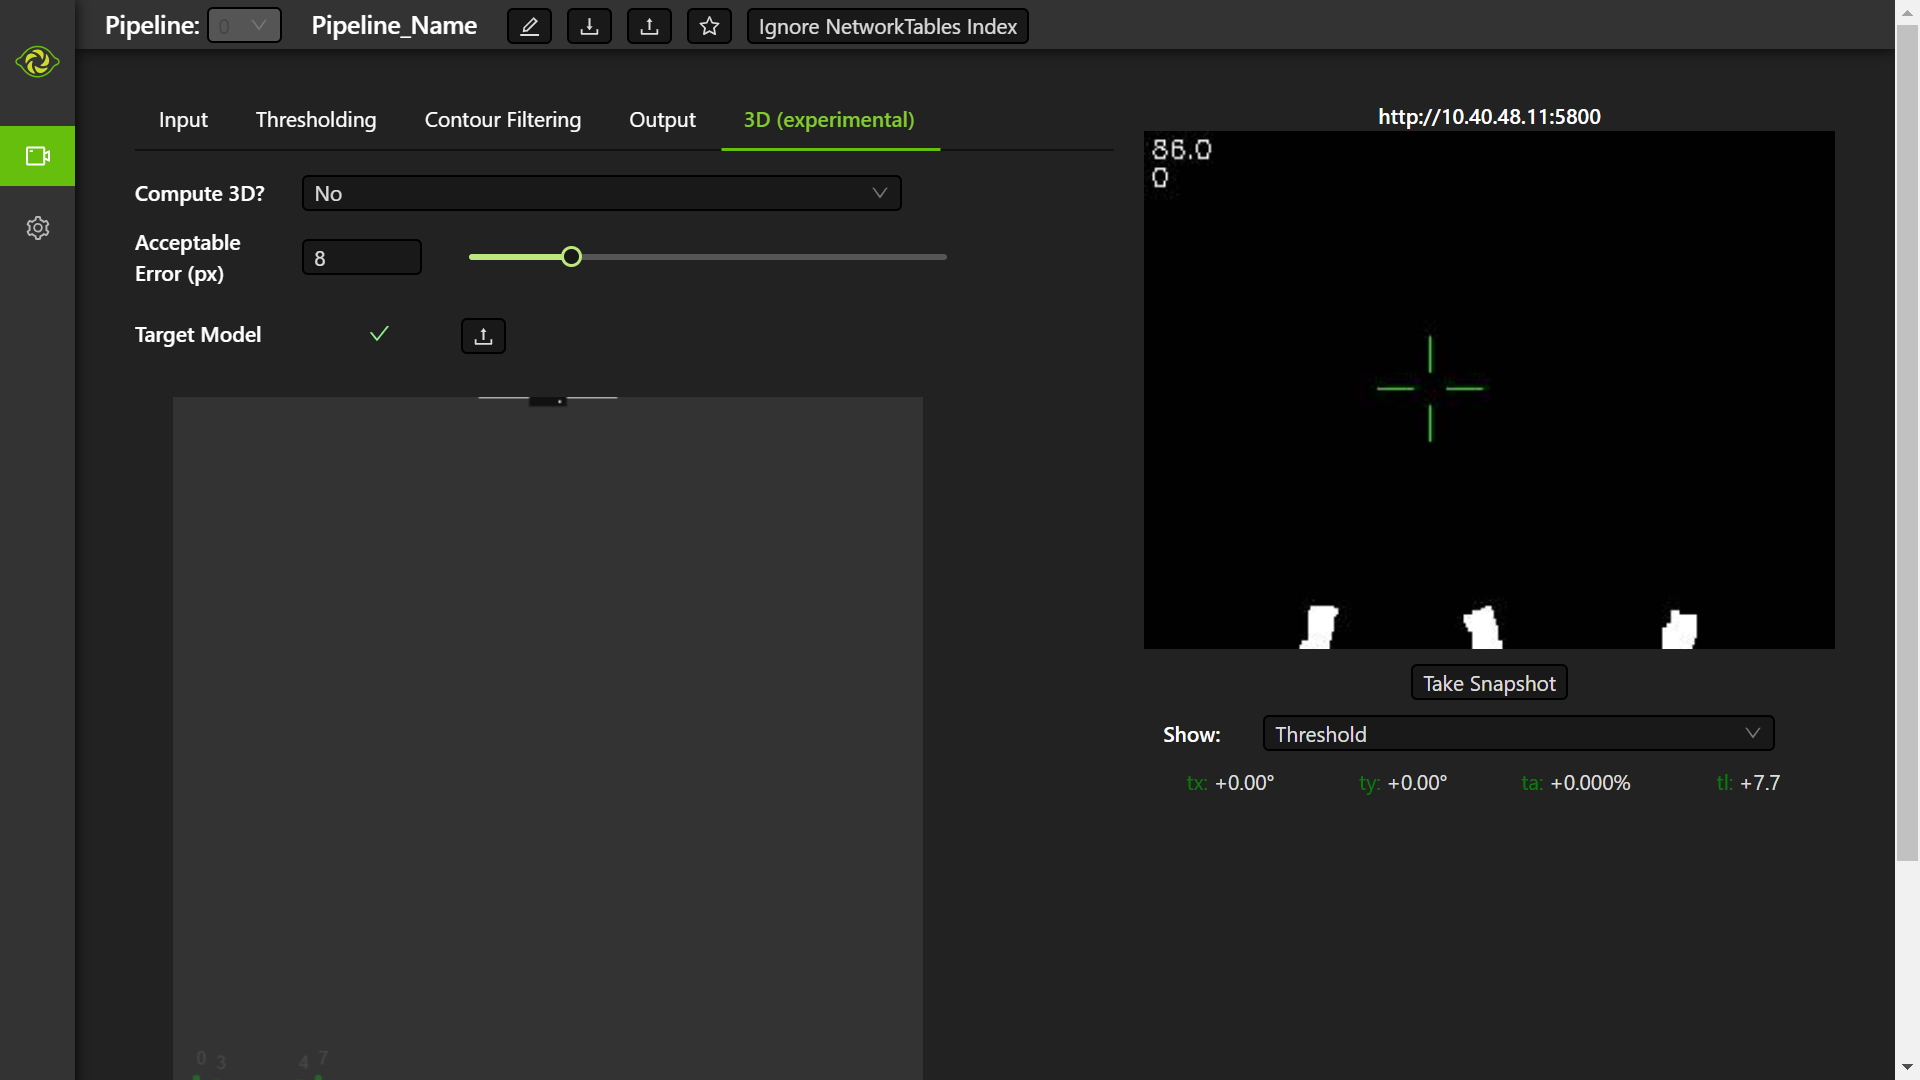 Pipeline: 0 Pipeline_Name Ignore NetworkTables Index
Input Thresholding Contour Filtering Output 3D (experimental)
Compute 3D? No
Acceptable
Error (px) 8
Target Model
0 3 4 7
http://10.40.48.11:5800
86.0
0
Take Snapshot
Show: Threshold
tx: +0.00° ty: +0.00° ta: +0.000% tl: +7.7